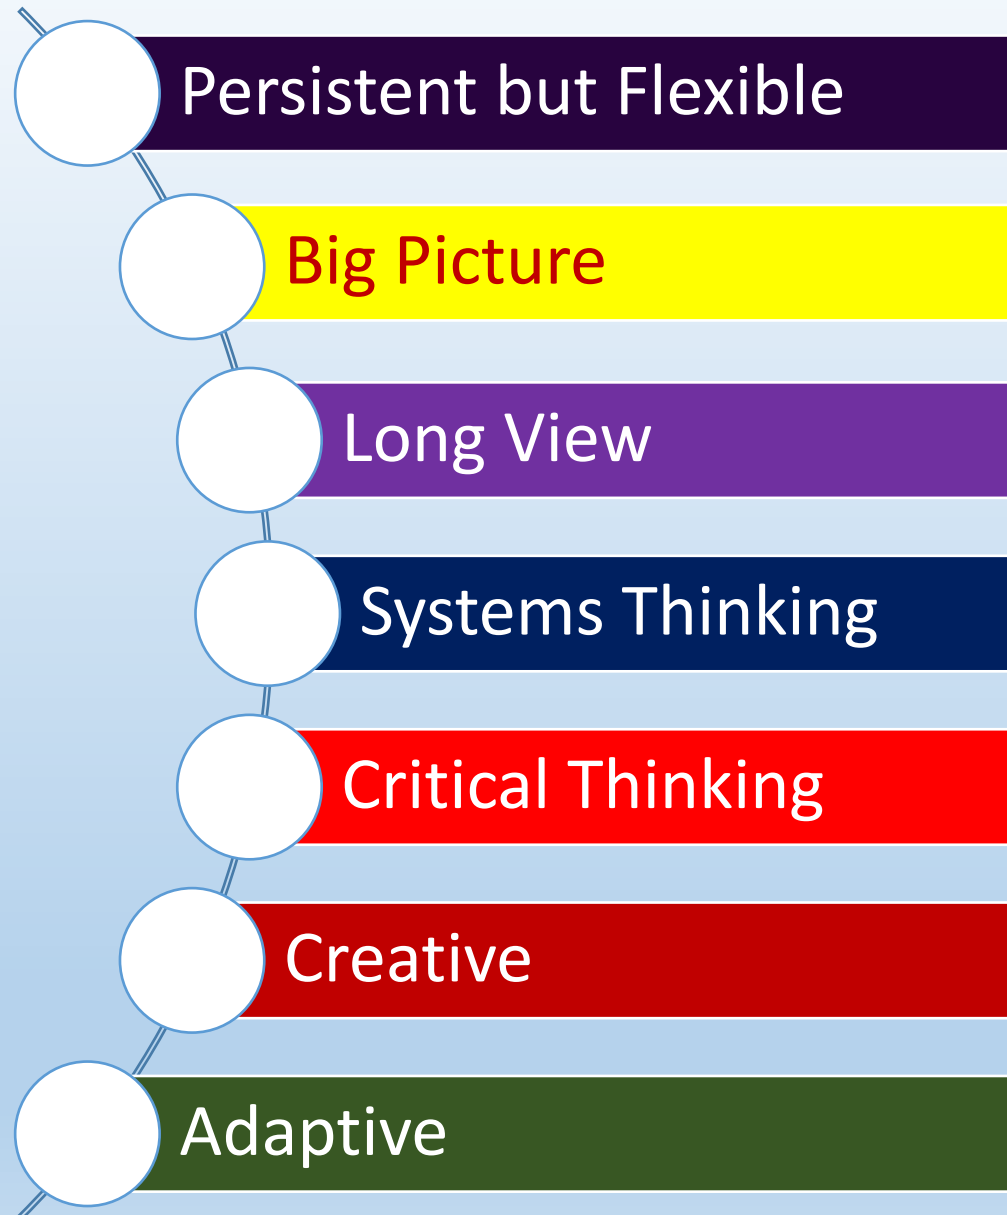 Persistent but Flexible
Big Picture
Long View
Systems Thinking
Critical Thinking
Creative
Adaptive